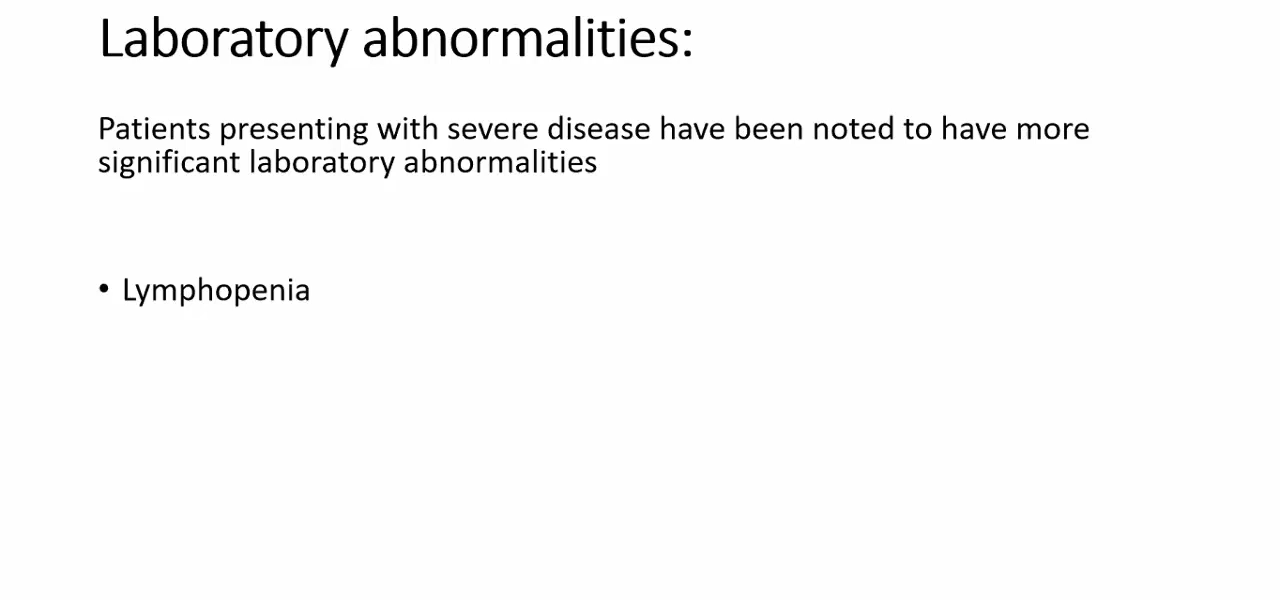 Laboratory abnormalities:
Patients presenting with severe disease have been noted to have more
significant laboratory abnormalities
• Lymphopenia